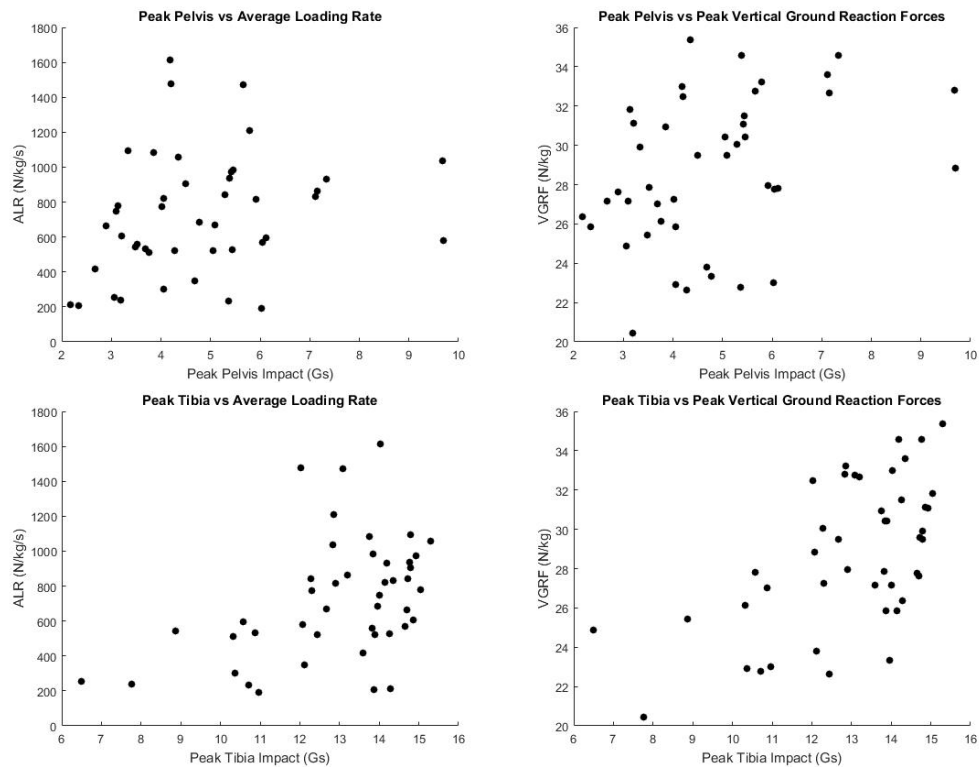 Peak Pelvis vs Average Loading Rate
1800
1600
1400
1200
1000
800
600
400
200
0
ALR (N/kg/s)
2 3 4 5 6 7 8 9 10
Peak Pelvis Impact (Gs)
Peak Pelvis vs Peak Vertical Ground Reaction Forces
36
34
32
30
28
26
24
22
20
VGRF (N/kg)
2 3 4 5 6 7 8 9 10
Peak Pelvis Impact (Gs)
Peak Tibia vs Average Loading Rate
1800
1600
1400
1200
1000
800
600
400
200
0
ALR (N/kg/s)
6 7 8 9 10 11 12 13 14 15 16
Peak Tibia Impact (Gs)
Peak Tibia vs Peak Vertical Ground Reaction Forces
36
34
32
30
28
26
24
22
20
VGRF (N/kg)
6 7 8 9 10 11 12 13 14 15 16
Peak Tibia Impact (Gs)